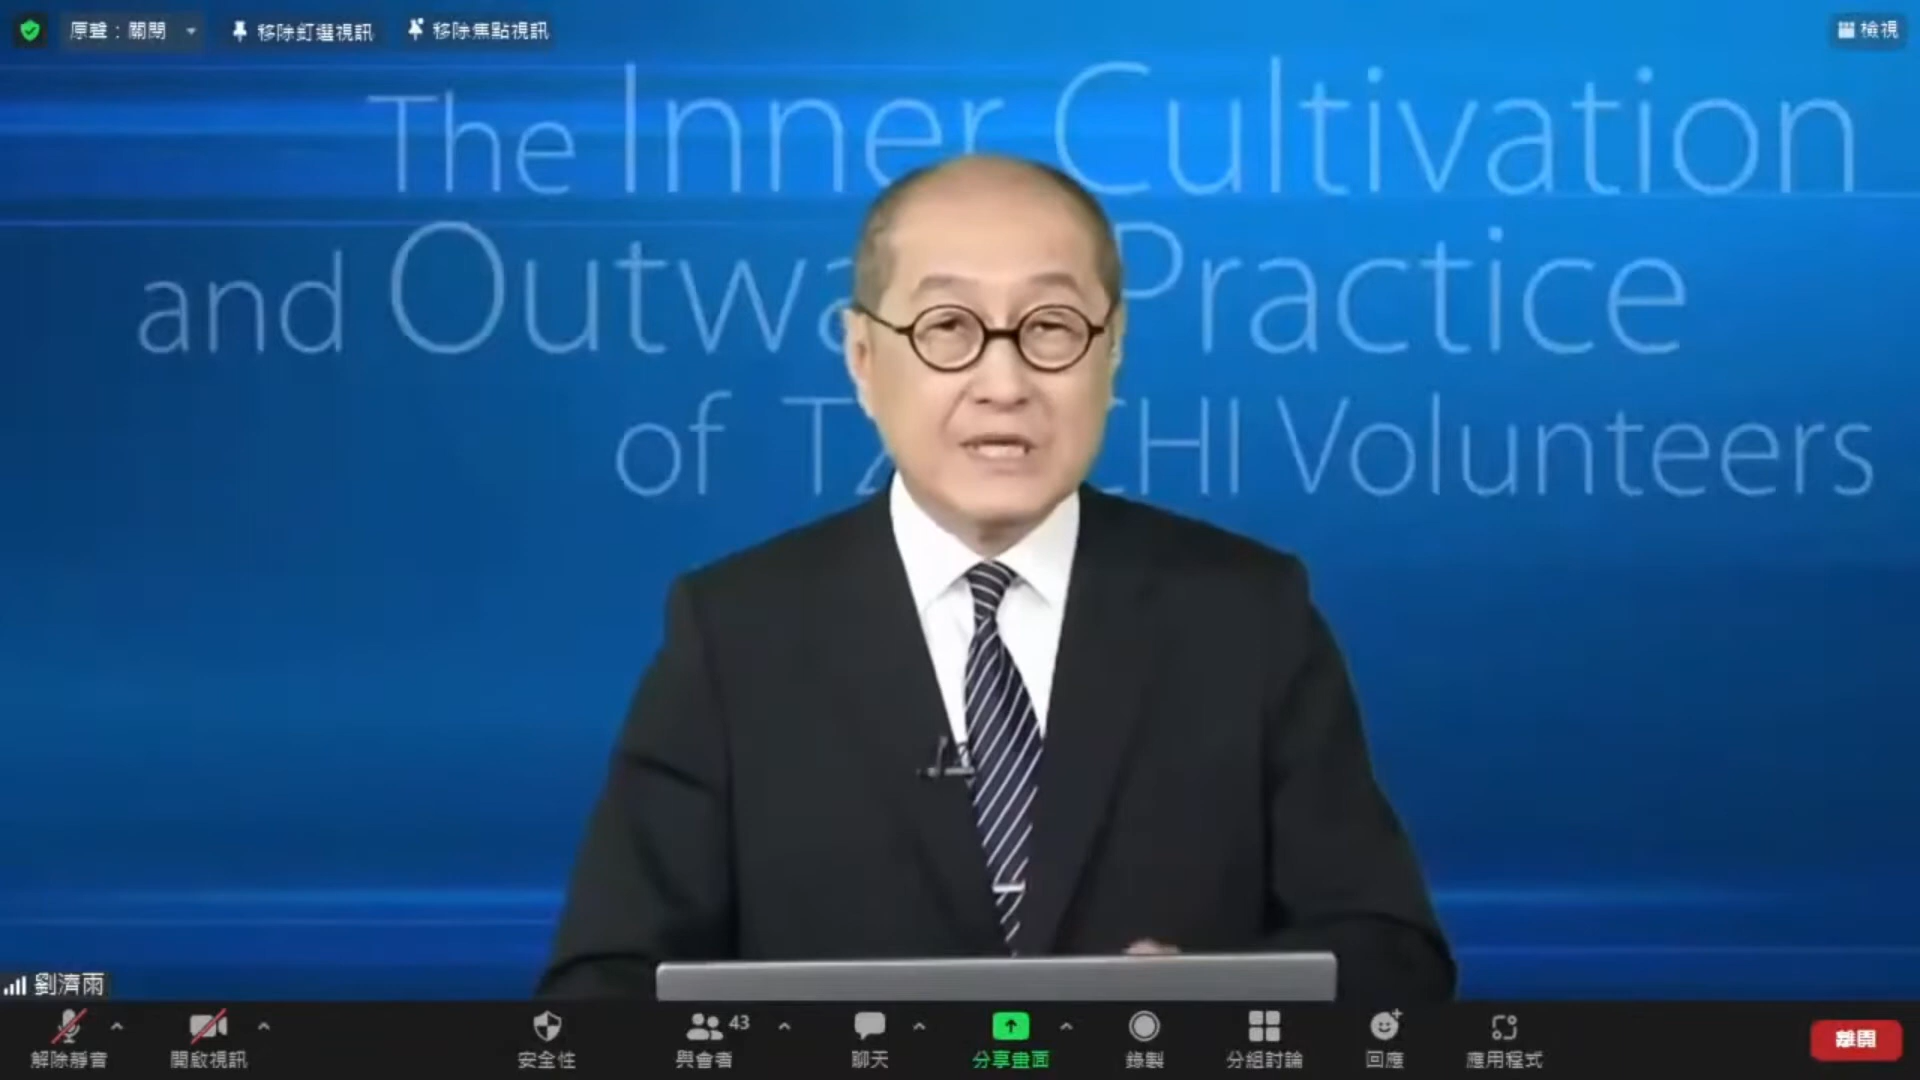 原聲：關閉
移除釘選視訊
移除焦點視訊
檢視
The Inner Cultivation
and Outwa Practice
of TZ CHI Volunteers
劉濟雨
解除靜音
開啟視訊
安全性
與會者 43
聊天
分享畫面
錄製
分組討論
回應
應用程式
離開